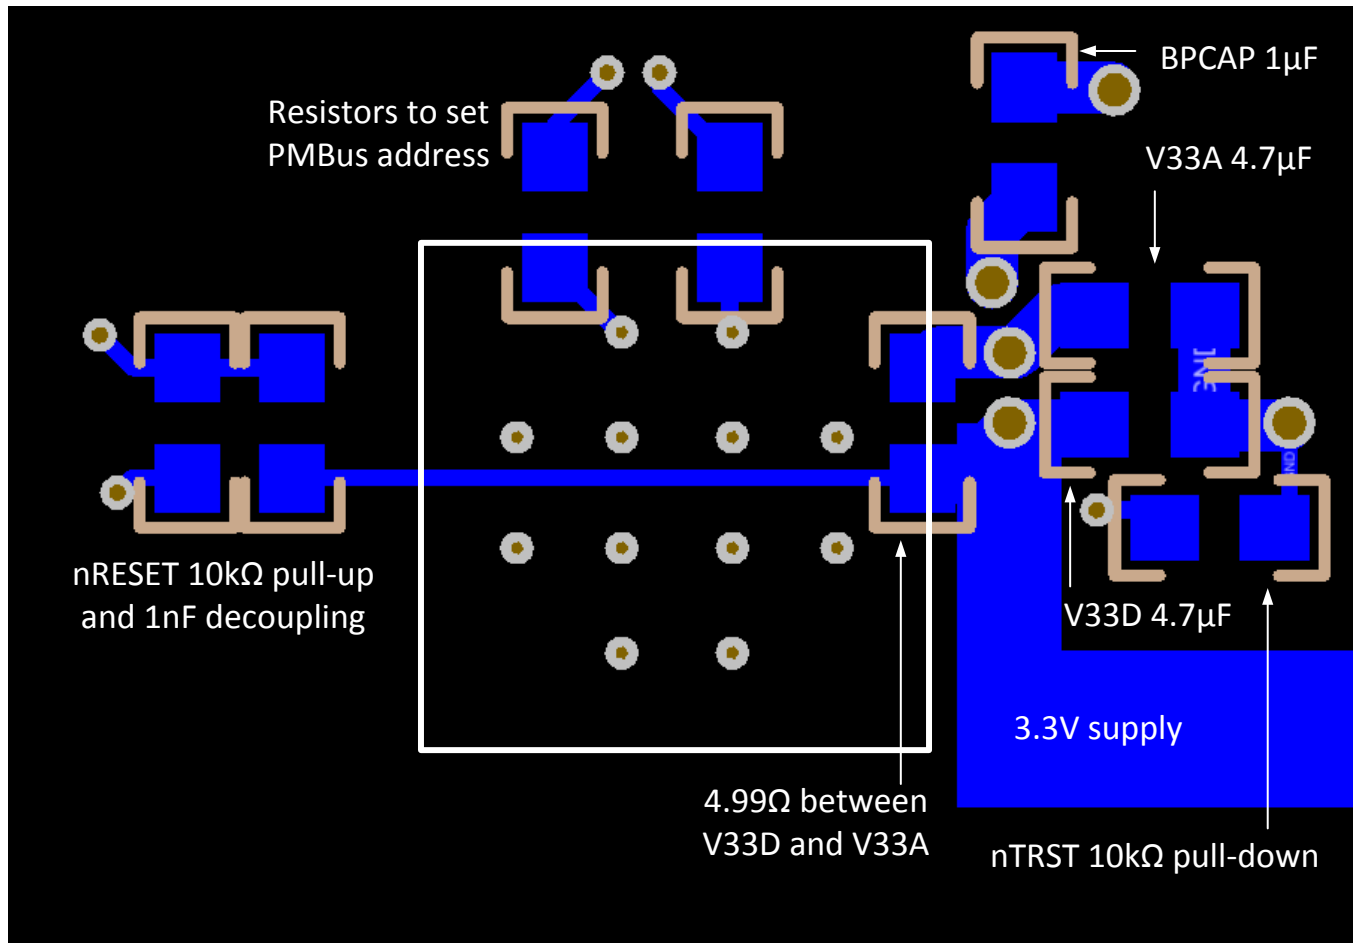 BPCAP 1µF
Resistors to set
PMBus address
V33A 4.7µF
nRESET 10kΩ pull-up
and 1nF decoupling
V33D 4.7µF
3.3V supply
4.99Ω between
V33D and V33A
nTRST 10kΩ pull-down